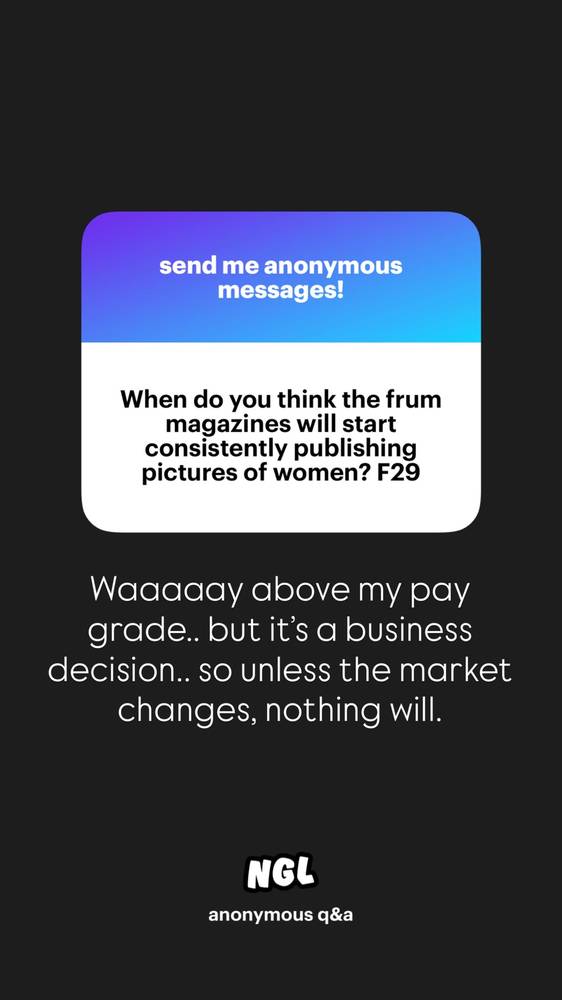 send me anonymous
messages!
When do you think the frum
magazines will start
consistently publishing
pictures of women? F29
Waaaaay above my pay
grade.. but it’s a business
decision.. so unless the market
changes, nothing will.
NGL
anonymous q&a